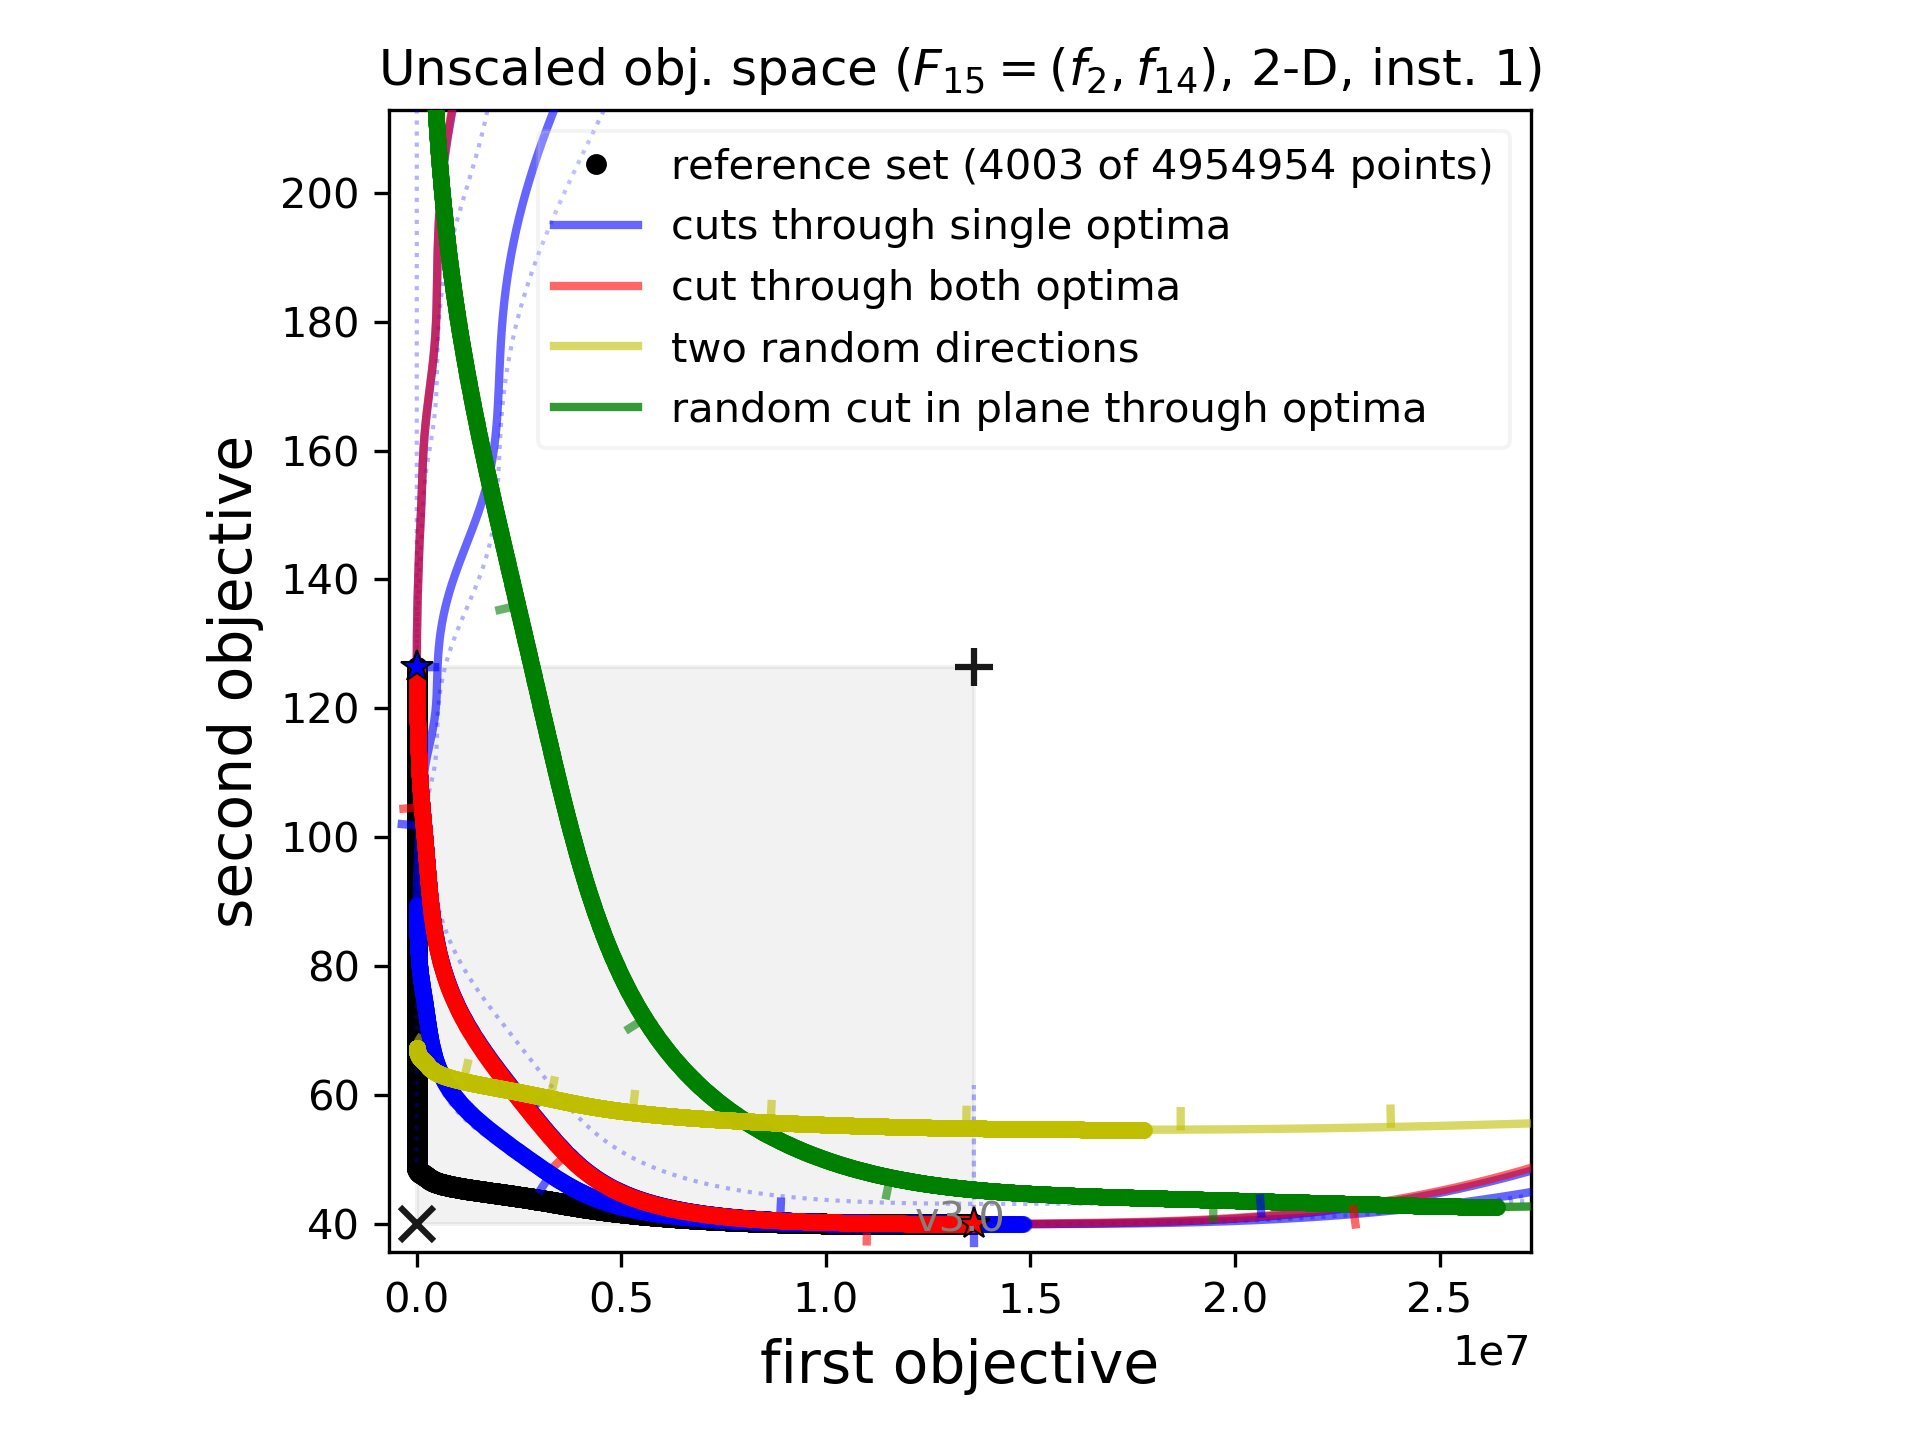 Unscaled obj. space (F₁₅ = (f₂, f₁₄), 2-D, inst. 1)
reference set (4003 of 4954954 points)
cuts through single optima
cut through both optima
two random directions
random cut in plane through optima
200
180
160
140
120
100
80
60
40
second objective
v3.0
0.0 0.5 1.0 1.5 2.0 2.5
1e7
first objective